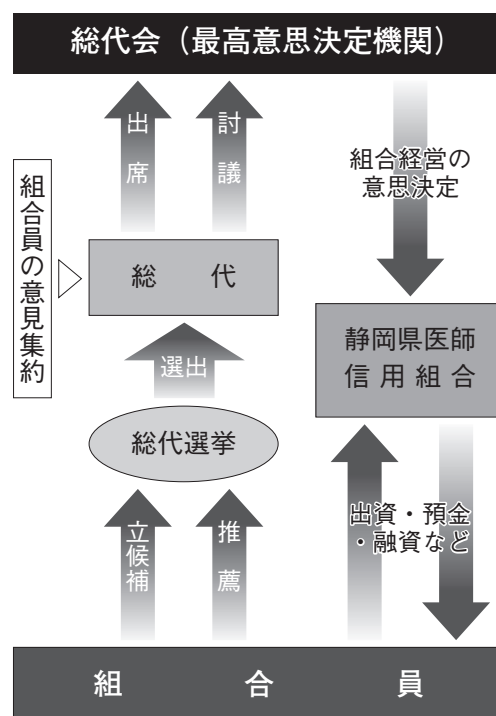 総代会（最高意思決定機関）
出席
討議
組合経営の
意思決定
組合員の意見集約
総代
静岡県医師
信用組合
選出
総代選挙
立候補
推薦
出資・預金
・融資など
組合員